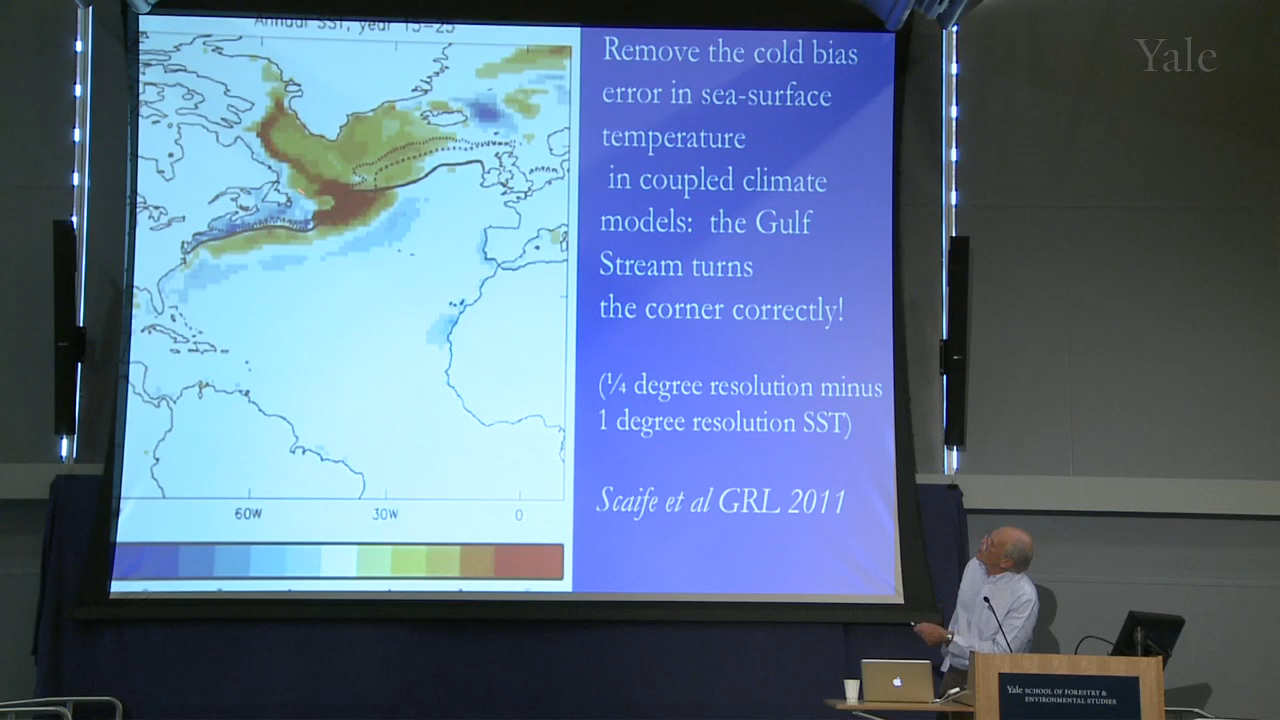 Annual SST, year 15-25
Yale
Remove the cold bias
error in sea-surface
temperature
in coupled climate
models: the Gulf
Stream turns
the corner correctly!
(¼ degree resolution minus
1 degree resolution SST)
Scaife et al GRL 2011
60W 30W 0
Yale SCHOOL OF FORESTRY &
ENVIRONMENTAL STUDIES